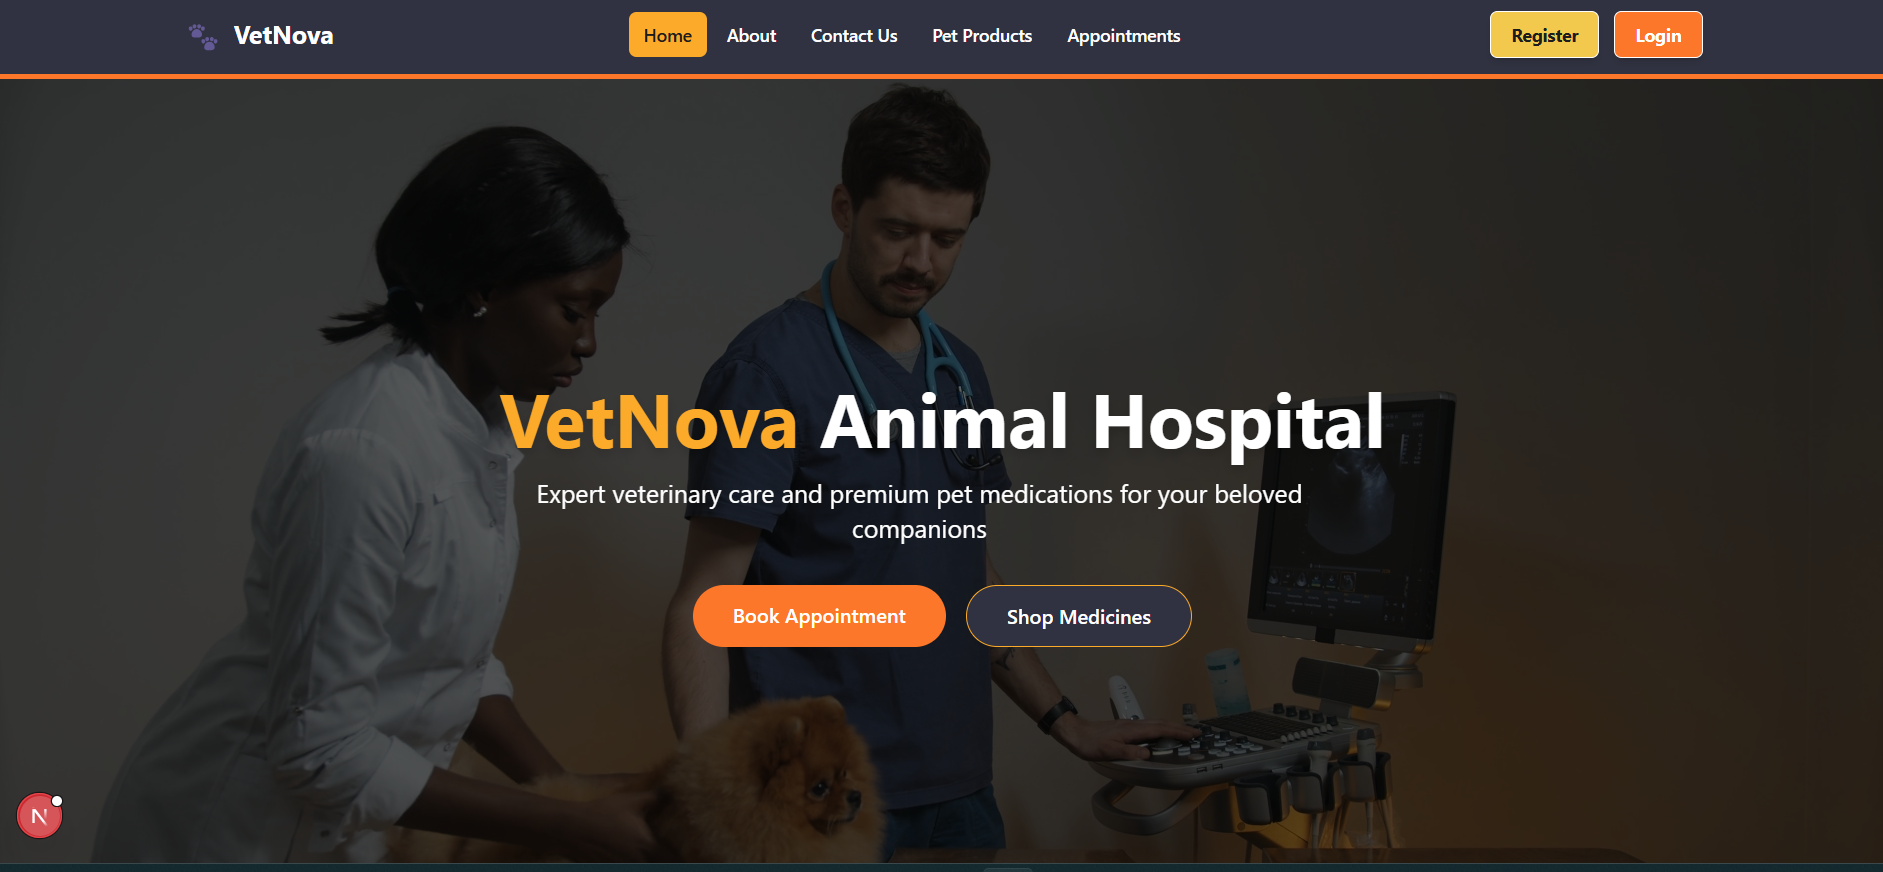 VetNova
Home
About
Contact Us
Pet Products
Appointments
Register
Login
VetNova Animal Hospital
Expert veterinary care and premium pet medications for your beloved
companions
Book Appointment
Shop Medicines
N